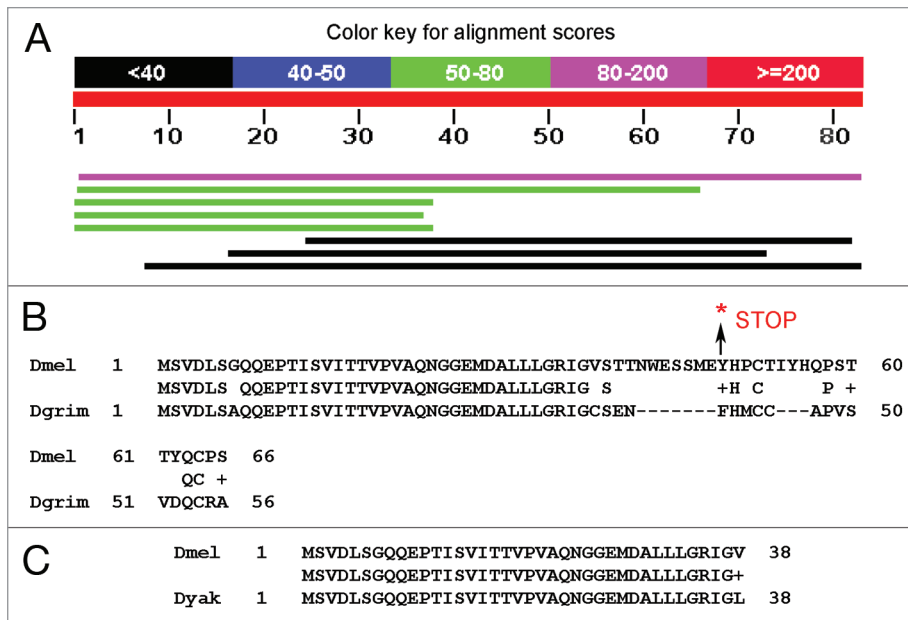 A
Color key for alignment scores
<40 40-50 50-80 80-200 >=200
1 10 20 30 40 50 60 70 80
B
* STOP
Dmel 1 MSVDLSGQQEPTISVITTVPVAQNGGEMDALLLGRIGVSTTNWESSMEYHPCTIYHQPST 60
MSVDLS QQEPTISVITTVPVAQNGGEMDALLLGRIG S +H C P +
Dgrim 1 MSVDLSAQQEPTISVITTVPVAQNGGEMDALLLGRIGCSEN-------FHMCC---APVS 50
Dmel 61 TYQCPS 66
QC +
Dgrim 51 VDQCRA 56
C
Dmel 1 MSVDLSGQQEPTISVITTVPVAQNGGEMDALLLGRIGV 38
MSVDLSGQQEPTISVITTVPVAQNGGEMDALLLGRIG+
Dyak 1 MSVDLSGQQEPTISVITTVPVAQNGGEMDALLLGRIGL 38